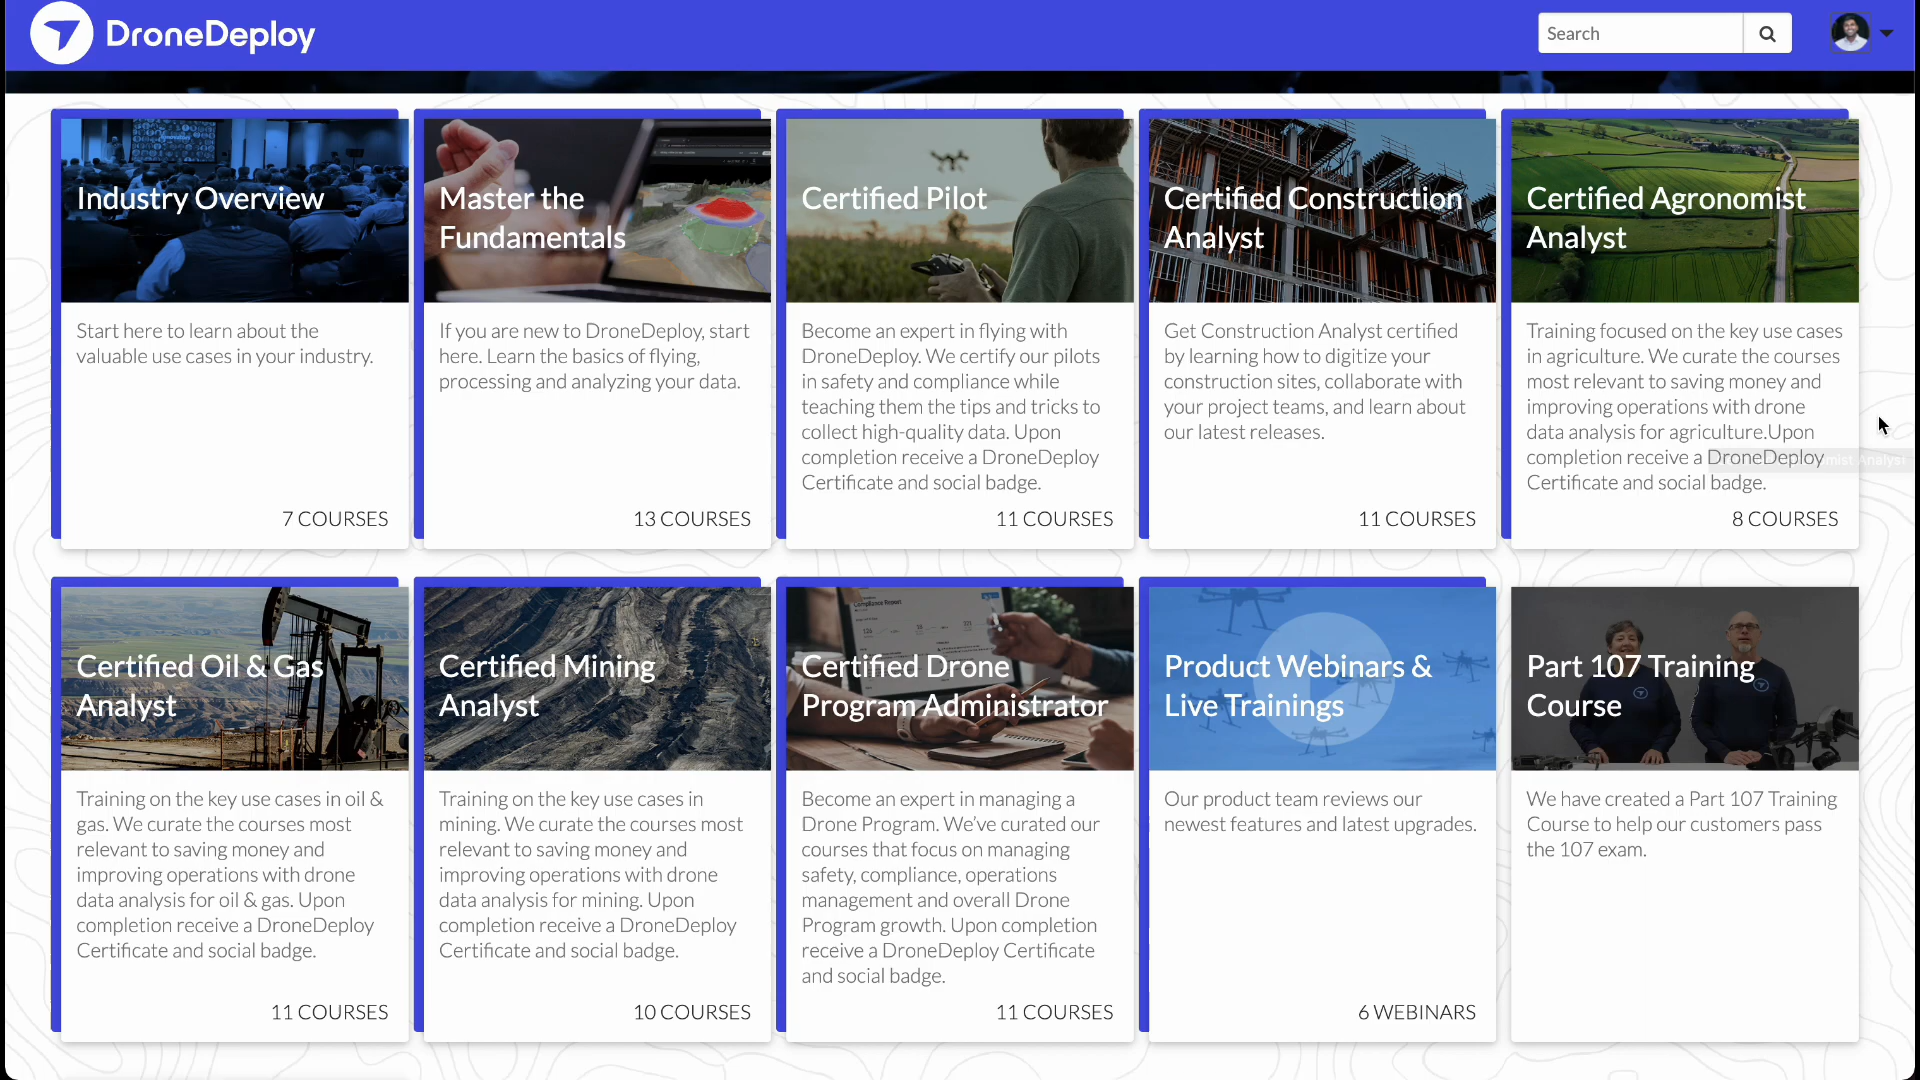 DroneDeploy
Search
Industry Overview
Start here to learn about the
valuable use cases in your industry.
7 COURSES
Master the
Fundamentals
If you are new to DroneDeploy, start
here. Learn the basics of flying,
processing and analyzing your data.
13 COURSES
Certified Pilot
Become an expert in flying with
DroneDeploy. We certify our pilots
in safety and compliance while
teaching them the tips and tricks to
collect high-quality data. Upon
completion receive a DroneDeploy
Certificate and social badge.
11 COURSES
Certified Construction
Analyst
Get Construction Analyst certified
by learning how to digitize your
construction sites, collaborate with
your project teams, and learn about
our latest releases.
11 COURSES
Certified Agronomist
Analyst
Training focused on the key use cases
in agriculture. We curate the courses
most relevant to saving money and
improving operations with drone
data analysis for agriculture.Upon
completion receive a DroneDeploy
Certificate and social badge.
8 COURSES
Certified Oil & Gas
Analyst
Training on the key use cases in oil &
gas. We curate the courses most
relevant to saving money and
improving operations with drone
data analysis for oil & gas. Upon
completion receive a DroneDeploy
Certificate and social badge.
11 COURSES
Certified Mining
Analyst
Training on the key use cases in
mining. We curate the courses most
relevant to saving money and
improving operations with drone
data analysis for mining. Upon
completion receive a DroneDeploy
Certificate and social badge.
10 COURSES
Compliance Report
Certified Drone
Program Administrator
Become an expert in managing a
Drone Program. We've curated our
courses that focus on managing
safety, compliance, operations
management and overall Drone
Program growth. Upon completion
receive a DroneDeploy Certificate
and social badge.
11 COURSES
Product Webinars &
Live Trainings
Our product team reviews our
newest features and latest upgrades.
6 WEBINARS
Part 107 Training
Course
We have created a Part 107 Training
Course to help our customers pass
the 107 exam.